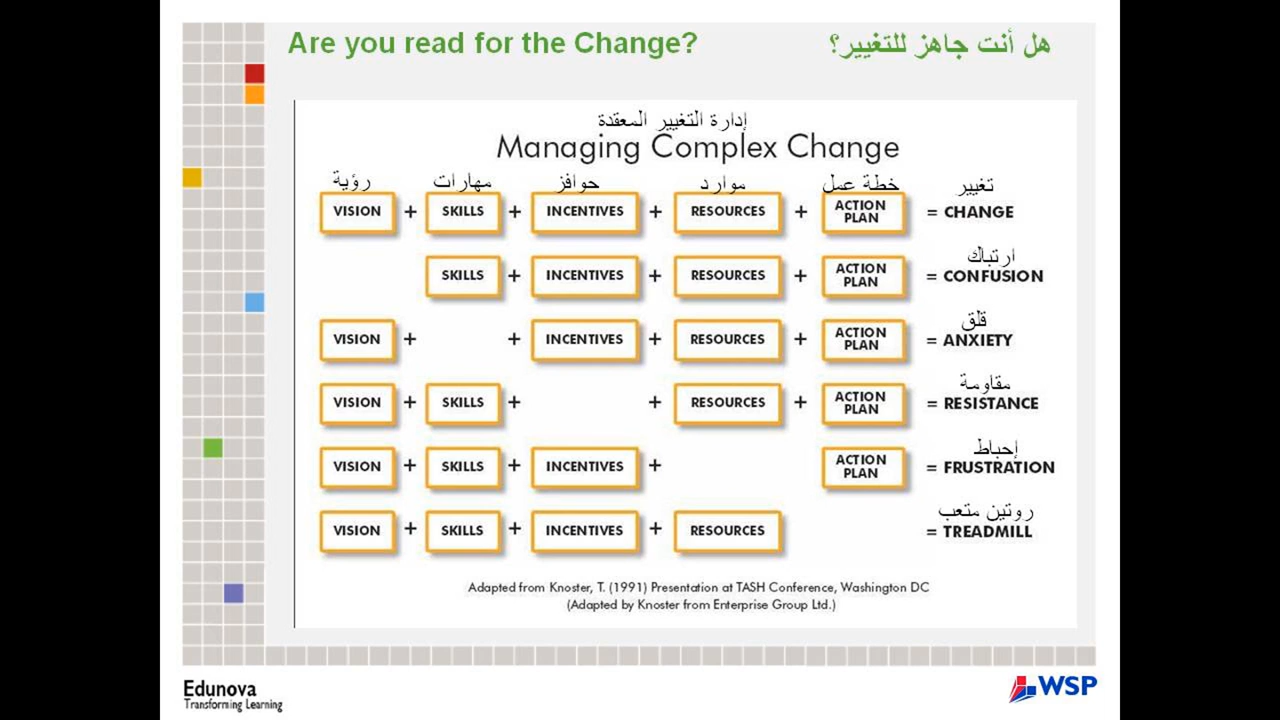 Are you read for the Change? هل أنت جاهز للتغيير؟
إدارة التغيير المعقدة
Managing Complex Change
رؤية مهارات حوافز موارد خطة عمل تغيير
VISION + SKILLS + INCENTIVES + RESOURCES + ACTION PLAN = CHANGE
ارتباك
SKILLS + INCENTIVES + RESOURCES + ACTION PLAN = CONFUSION
قلق
VISION + + INCENTIVES + RESOURCES + ACTION PLAN = ANXIETY
مقاومة
VISION + SKILLS + + RESOURCES + ACTION PLAN = RESISTANCE
إحباط
VISION + SKILLS + INCENTIVES + ACTION PLAN = FRUSTRATION
روتين متعب
VISION + SKILLS + INCENTIVES + RESOURCES = TREADMILL
Adapted from Knoster, T. (1991) Presentation at TASH Conference, Washington DC
(Adapted by Knoster from Enterprise Group Ltd.)
Edunova
Transforming Learning
WSP